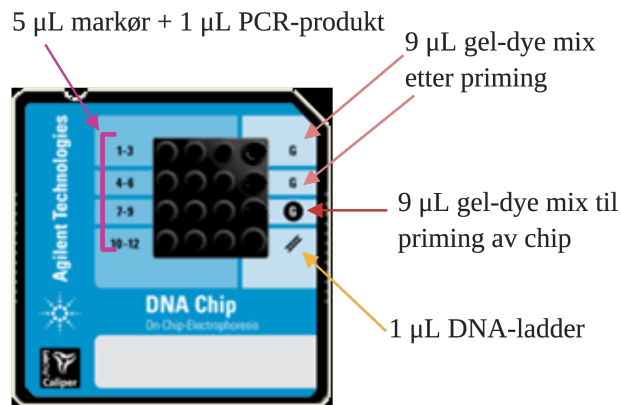 5 μL markør + 1 μL PCR-produkt
9 μL gel-dye mix
etter priming
1-3
G
4-6
G
7-9
G
10-12
Agilent Technologies
9 μL gel-dye mix til
priming av chip
DNA Chip
On-Chip-Electrophoresis
1 μL DNA-ladder
Caliper